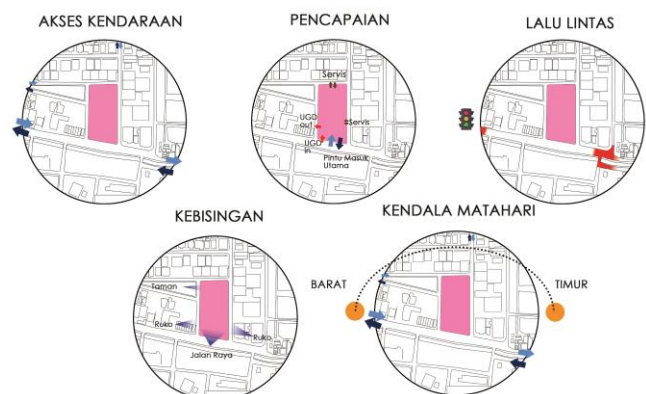 AKSES KENDARAAN
PENCAPAIAN
LALU LINTAS
Servis
UGD
out
#Servis
UGD
in
Pintu Masuk
Utama
KEBISINGAN
KENDALA MATAHARI
Taman
Ruko
Ruko
Jalan Raya
BARAT
TIMUR